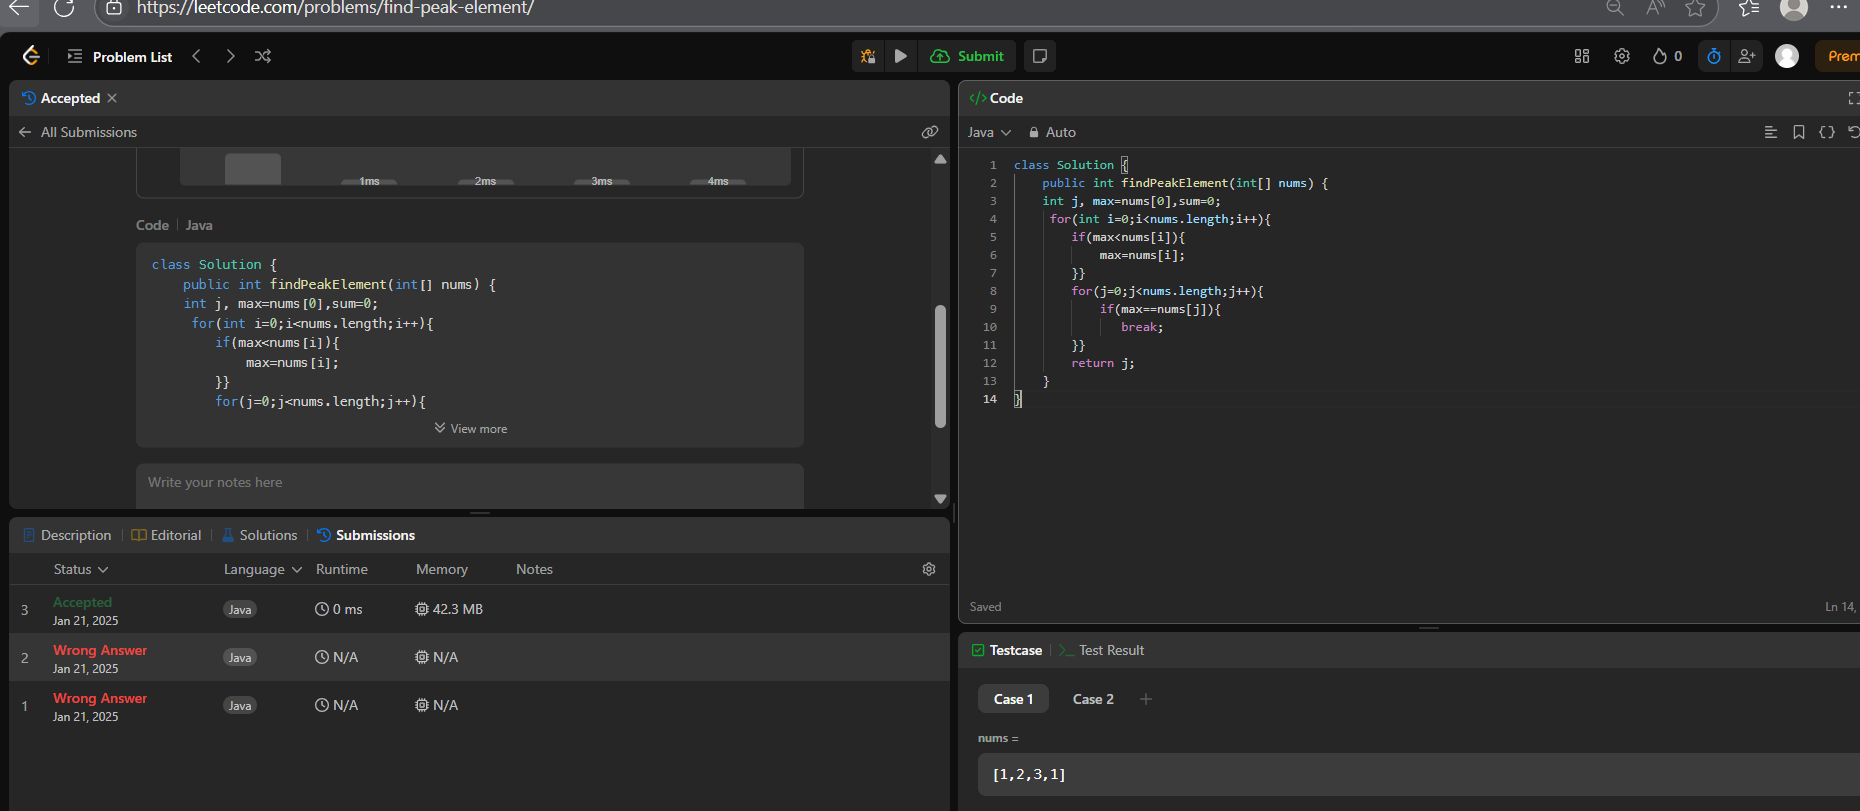 https://leetcode.com/problems/find-peak-element/
Problem List
Submit
0
Prem
Accepted
All Submissions
1ms 2ms 3ms 4ms
Code | Java
class Solution {
public int findPeakElement(int[] nums) {
int j, max=nums[0],sum=0;
for(int i=0;i<nums.length;i++){
if(max<nums[i]){
max=nums[i];
}}
for(j=0;j<nums.length;j++){
View more
Write your notes here
Description | Editorial | Solutions | Submissions
Status Language Runtime Memory Notes
3 Accepted Java 0 ms 42.3 MB
Jan 21, 2025
2 Wrong Answer Java N/A N/A
Jan 21, 2025
1 Wrong Answer Java N/A N/A
Jan 21, 2025
</> Code
Java Auto
1 class Solution {
2 public int findPeakElement(int[] nums) {
3 int j, max=nums[0],sum=0;
4 for(int i=0;i<nums.length;i++){
5 if(max<nums[i]){
6 max=nums[i];
7 }}
8 for(j=0;j<nums.length;j++){
9 if(max==nums[j]){
10 break;
11 }}
12 return j;
13 }
14 }
Saved
Ln 14,
Testcase | Test Result
Case 1 Case 2 +
nums =
[1,2,3,1]